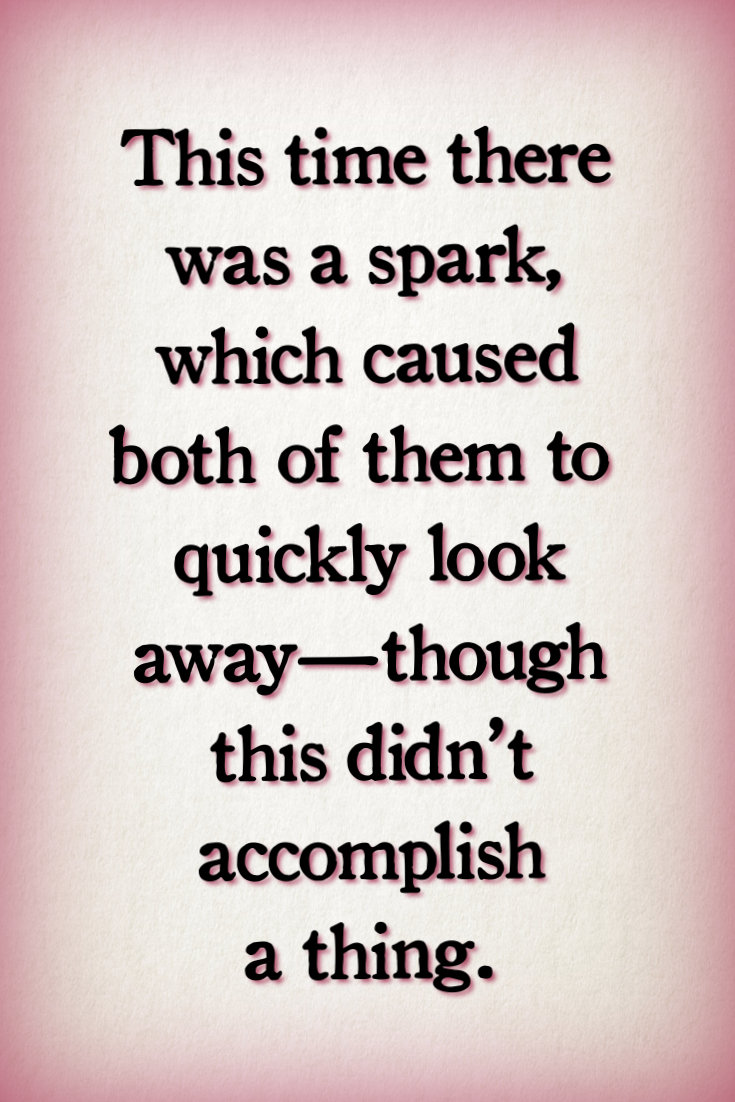 This time there
was a spark,
which caused
both of them to
quickly look
away—though
this didn’t
accomplish
a thing.